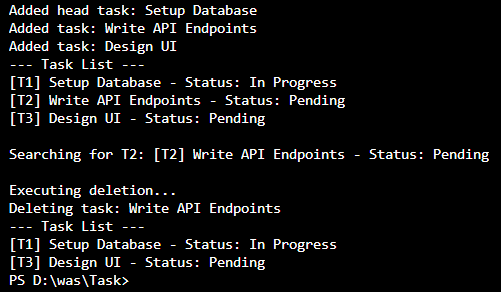 Added head task: Setup Database
Added task: Write API Endpoints
Added task: Design UI
--- Task List ---
[T1] Setup Database - Status: In Progress
[T2] Write API Endpoints - Status: Pending
[T3] Design UI - Status: Pending

Searching for T2: [T2] Write API Endpoints - Status: Pending

Executing deletion...
Deleting task: Write API Endpoints
--- Task List ---
[T1] Setup Database - Status: In Progress
[T3] Design UI - Status: Pending
PS D:\was\Task>